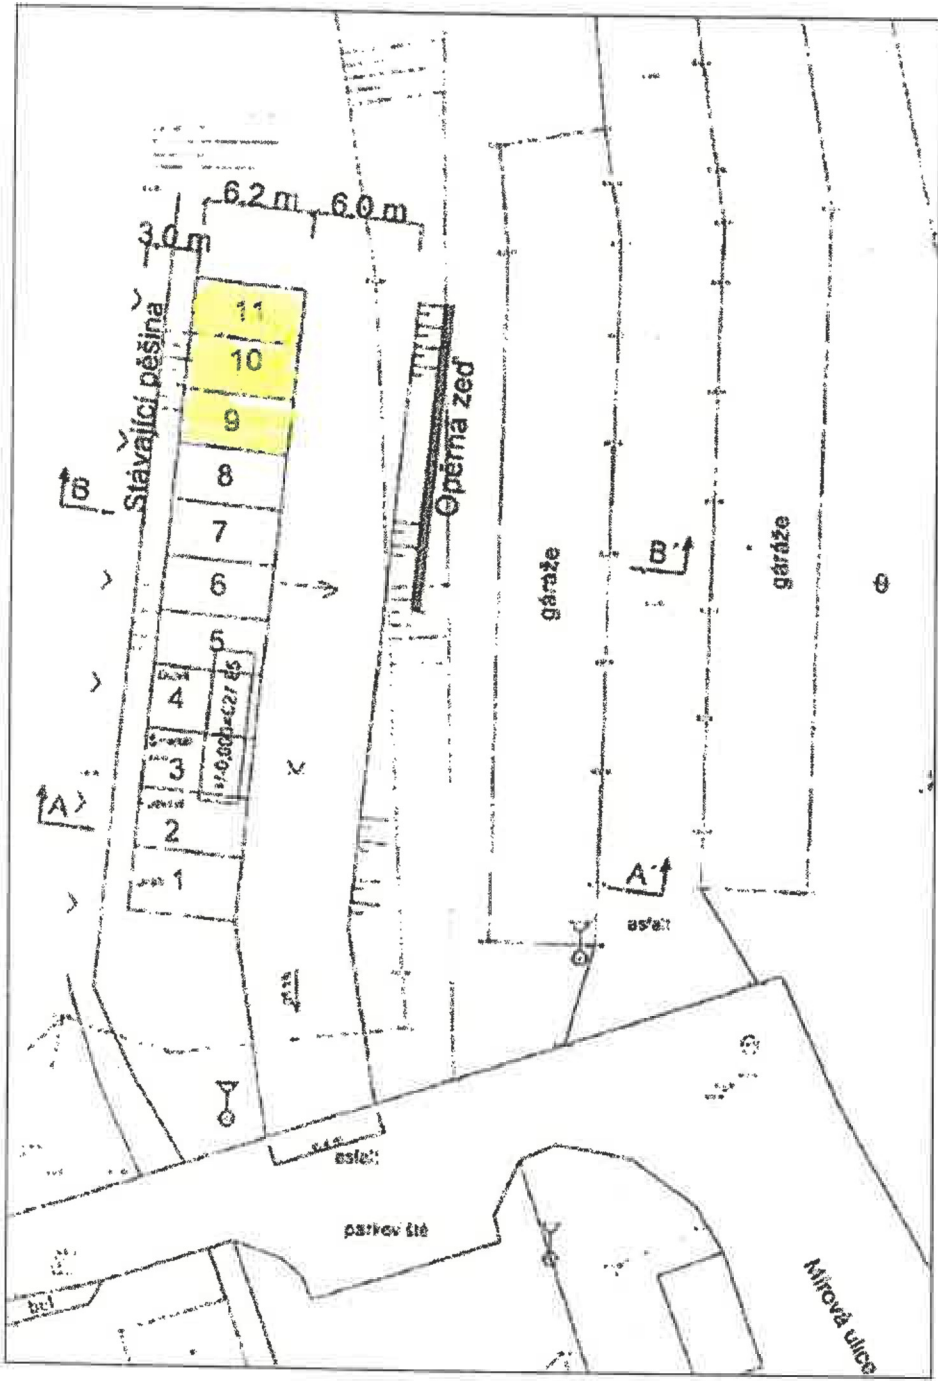 6.2 m
6.0 m
3.0 m
11
10
9
8
7
6
5
4
3
2
1
Stávající pěšina
Opěrná zeď
B
B´
A
A´
garáže
garáže
asfalt
asfalt
parkoviště
Mírová ulice